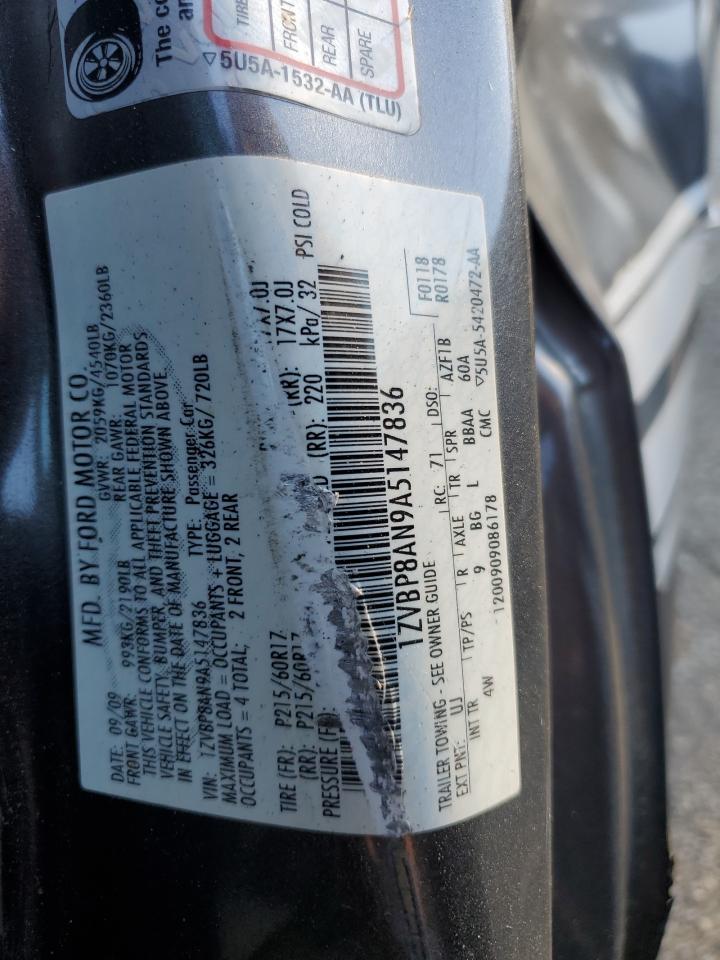 The co
an
TIRE
FRONT
REAR
SPARE
▽5U5A-1532-AA (TLU)
MFD. BY FORD MOTOR CO.
DATE: 09/09 GVWR: 2059KG/4540LB
FRONT GAWR: 993KG/2190LB REAR GAWR: 1070KG/2360LB
THIS VEHICLE CONFORMS TO ALL APPLICABLE FEDERAL MOTOR
VEHICLE SAFETY, BUMPER, AND THEFT PREVENTION STANDARDS
IN EFFECT ON THE DATE OF MANUFACTURE SHOWN ABOVE
VIN: 1ZVBP8AN9A5147836 TYPE: Passenger Car
MAXIMUM LOAD = OCCUPANTS + LUGGAGE = 326KG/ 720LB
OCCUPANTS = 4 TOTAL; 2 FRONT, 2 REAR
TIRE (FR): P215/60R17 17X7.0J
(RR): P215/60R17 (RR): 17X7.0J
PRESSURE (F (RR): 220 kPa/ 32 PSI COLD
1ZVBP8AN9A5147836
TRAILER TOWING - SEE OWNER GUIDE F0118
EXT PNT: UJ RC: 71 DSO: R0178
INT TR TP/PS R AXLE TR SPR AZF1B
4W 9 BG L BBAA 60A
1200909086178 CMC ▽5U5A-5420472-AA